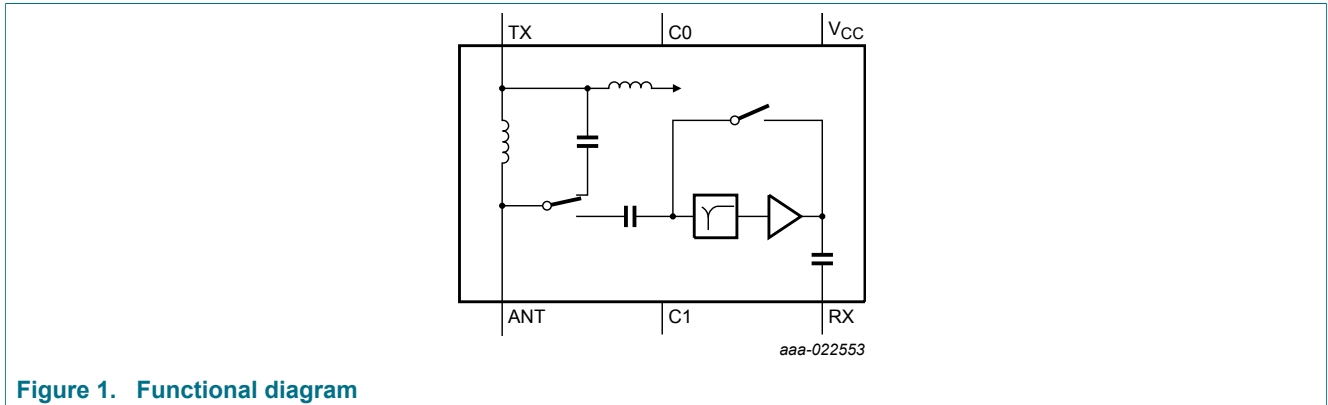 TX C0 VCC
ANT C1 RX
aaa-022553
Figure 1. Functional diagram